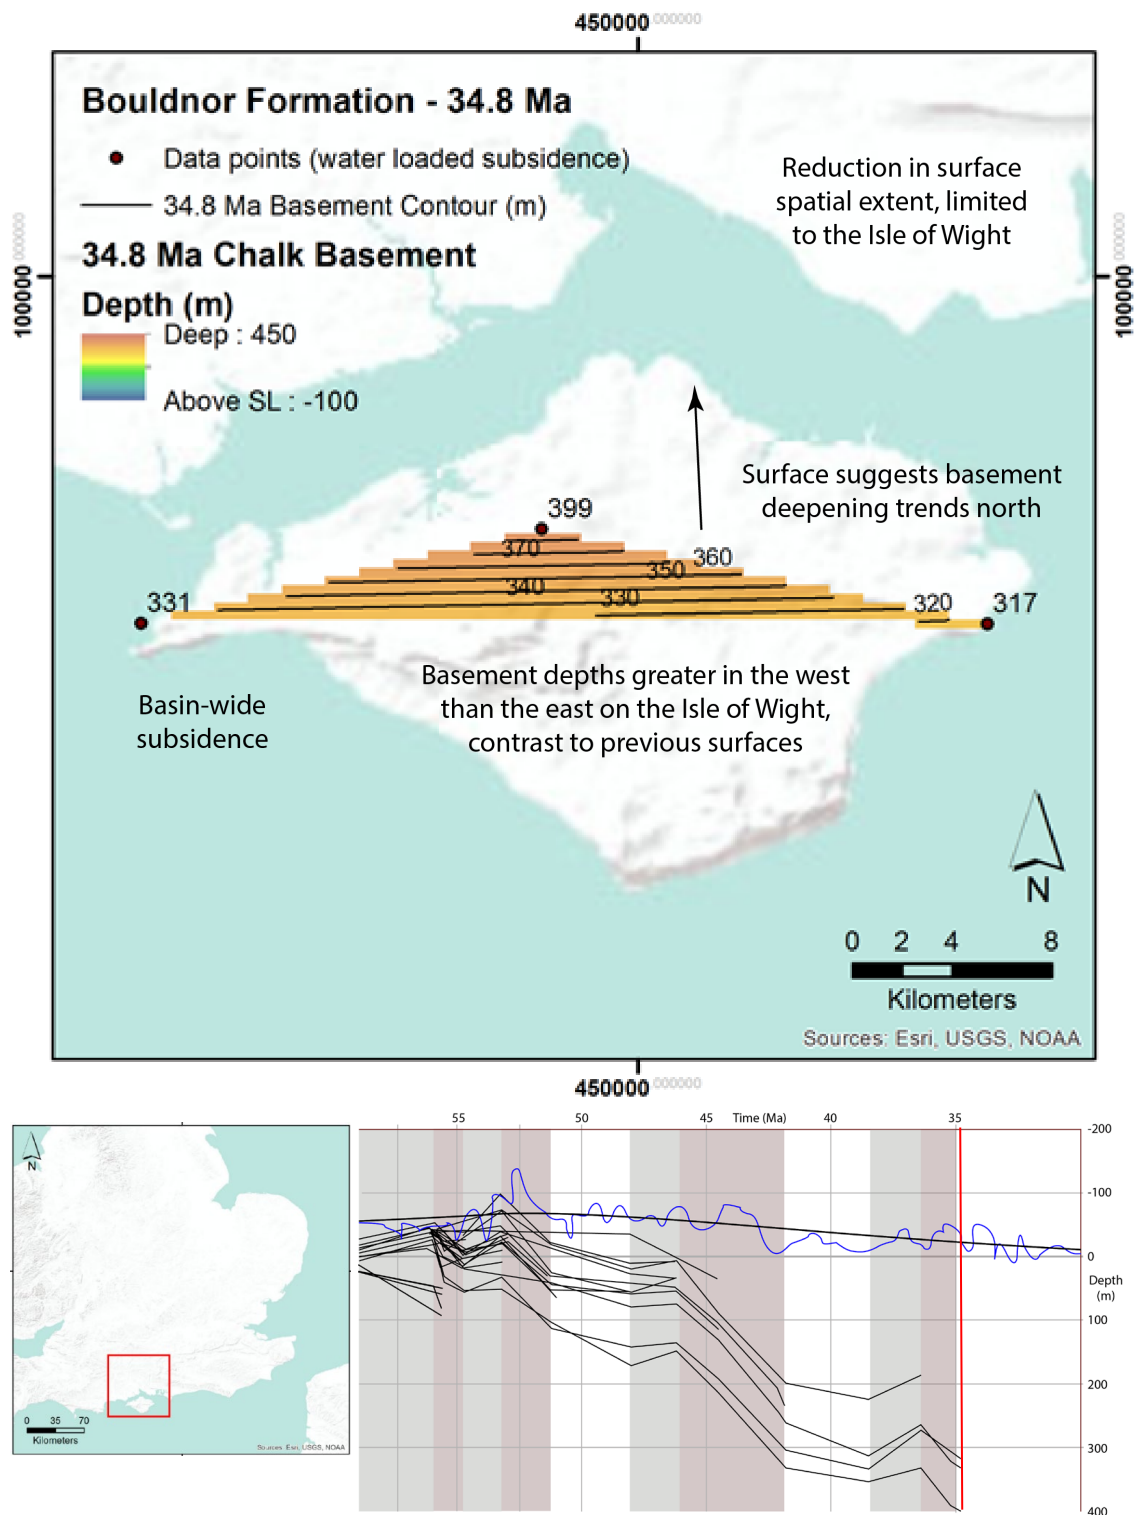 450000 000000
Bouldnor Formation - 34.8 Ma
Data points (water loaded subsidence)
34.8 Ma Basement Contour (m)
34.8 Ma Chalk Basement
Depth (m)
Deep : 450
Above SL : -100
Reduction in surface
spatial extent, limited
to the Isle of Wight
100000 000000
100000 000000
Surface suggests basement
deepening trends north
399
370
360
350
340
330
320
331
317
Basin-wide
subsidence
Basement depths greater in the west
than the east on the Isle of Wight,
contrast to previous surfaces
N
0 2 4 8
Kilometers
Sources: Esri, USGS, NOAA
450000 000000
N
0 35 70
Kilometers
Sources: Esri, USGS, NOAA
55 50 45 Time (Ma) 40 35
-200
-100
0
Depth
(m)
100
200
300
400